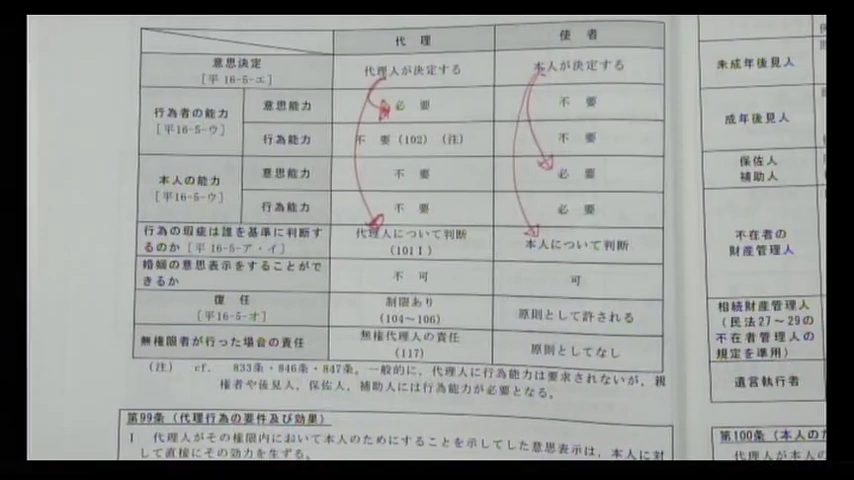 代 理
使 者
意思決定
[平 16-5-エ]
代理人が決定する
本人が決定する
行為者の能力
[平16-5-ウ]
意思能力
必 要
不 要
行為能力
不 要 (102) (注)
不 要
本人の能力
[平16-5-ウ]
意思能力
不 要
必 要
行為能力
不 要
必 要
行為の瑕疵は誰を基準に判断す
るのか [平 16-5-ア・イ]
代理人について判断
(101 I)
本人について判断
婚姻の意思表示をすることがで
きるか
不 可
可
復 任
[平16-5-オ]
制限あり
(104～106)
原則として許される
無権限者が行った場合の責任
無権代理人の責任
(117)
原則としてなし
(注) cf. 833条・846条・847条。一般的に、代理人に行為能力は要求されないが、親
権者や後見人、保佐人、補助人には行為能力が必要となる。
第99条 (代理行為の要件及び効果)
I 代理人がその権限内において本人のためにすることを示してした意思表示は、本人に対
して直接にその効力を生ずる。
未成年後見人
成年後見人
保佐人
補助人
不在者の
財産管理人
相続財産管理人
(民法27～29の
不在者管理人の
規定を準用)
遺言執行者
第100条 (本人のた
代理人が本人の